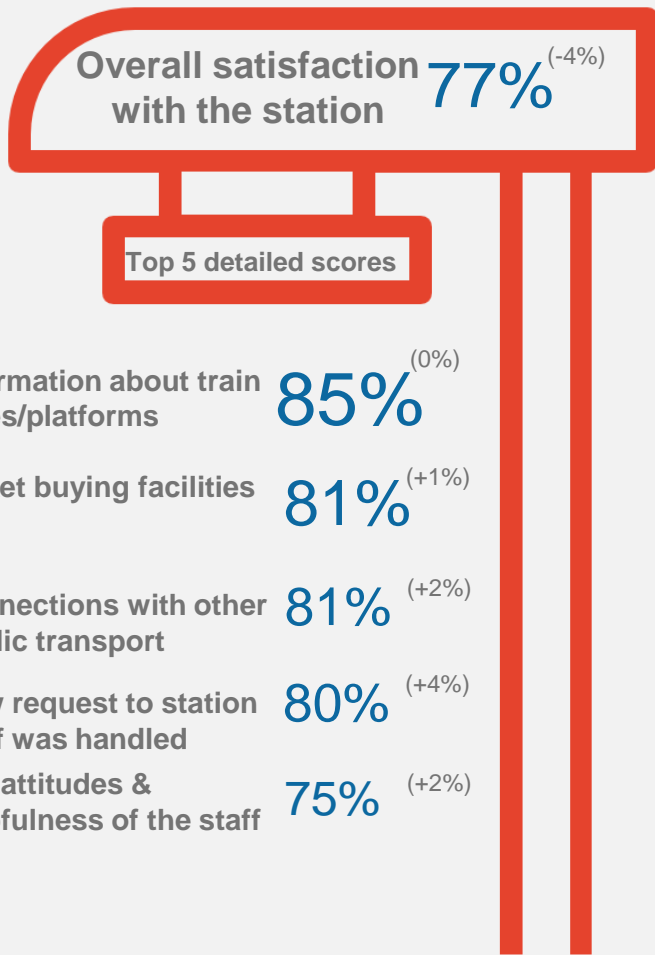 Overall satisfaction 77% (-4%)
with the station
Top 5 detailed scores
rmation about train 85% (0%)
s/platforms
et buying facilities 81% (+1%)
nections with other 81% (+2%)
lic transport
request to station 80% (+4%)
f was handled
attitudes & 75% (+2%)
fulness of the staff